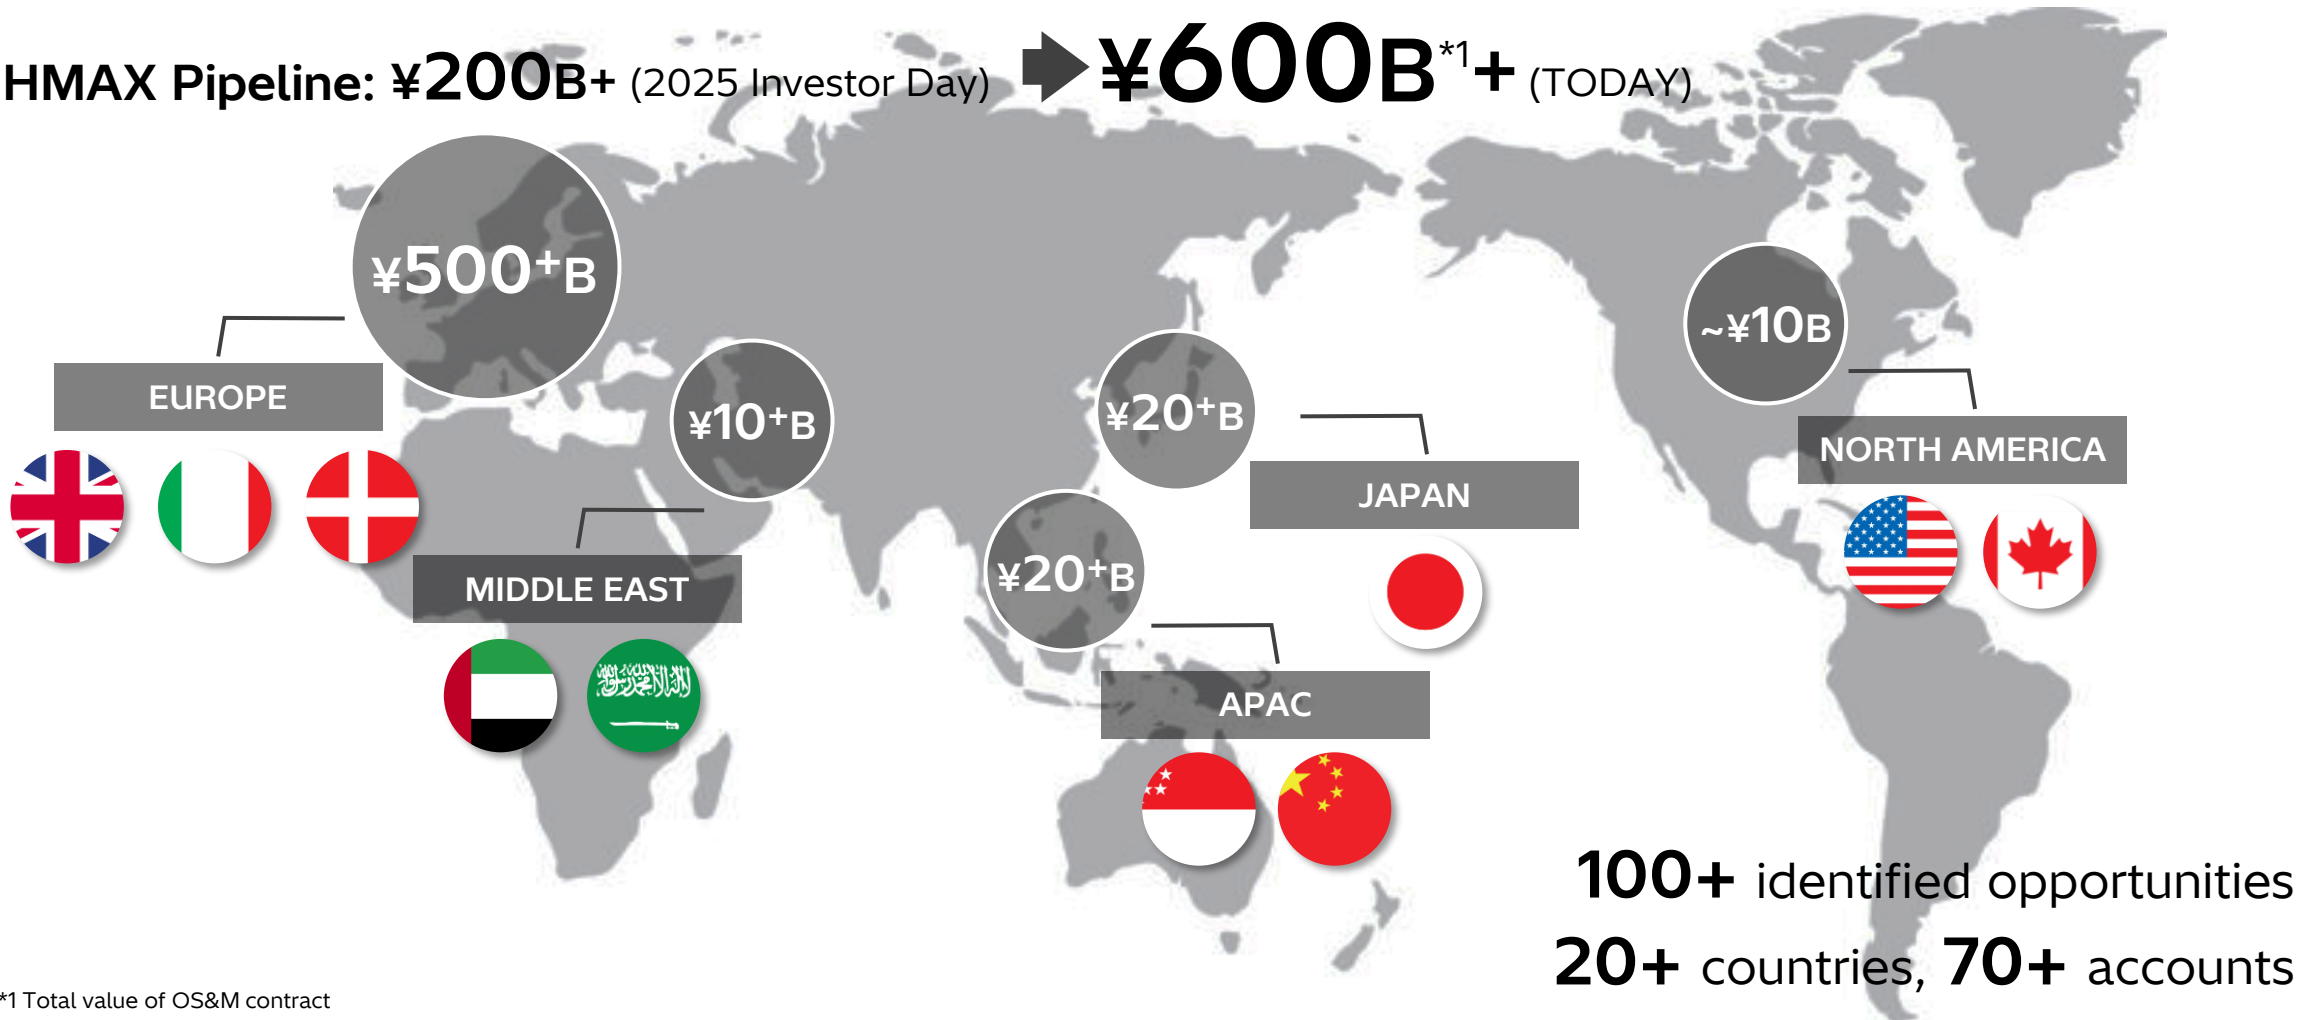 HMAX Pipeline: ¥200B+ (2025 Investor Day) ¥600B*1+ (TODAY)
¥500+B
EUROPE
¥10+B
MIDDLE EAST
¥20+B
JAPAN
¥20+B
APAC
~¥10B
NORTH AMERICA
100+ identified opportunities
20+ countries, 70+ accounts
*1 Total value of OS&M contract